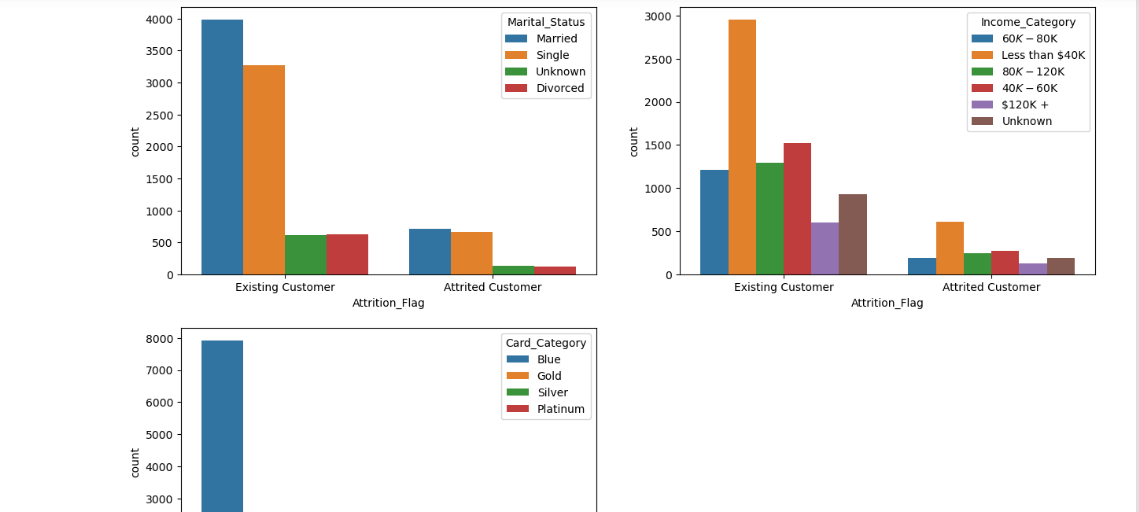 4000
3500
3000
2500
2000
1500
1000
500
0
count
Marital_Status
Married
Single
Unknown
Divorced
Existing Customer
Attrited Customer
Attrition_Flag
3000
2500
2000
1500
1000
500
0
count
Income_Category
60K − 80K
Less than $40K
80K − 120K
40K − 60K
$120K +
Unknown
Existing Customer
Attrited Customer
Attrition_Flag
8000
7000
6000
5000
4000
3000
count
Card_Category
Blue
Gold
Silver
Platinum